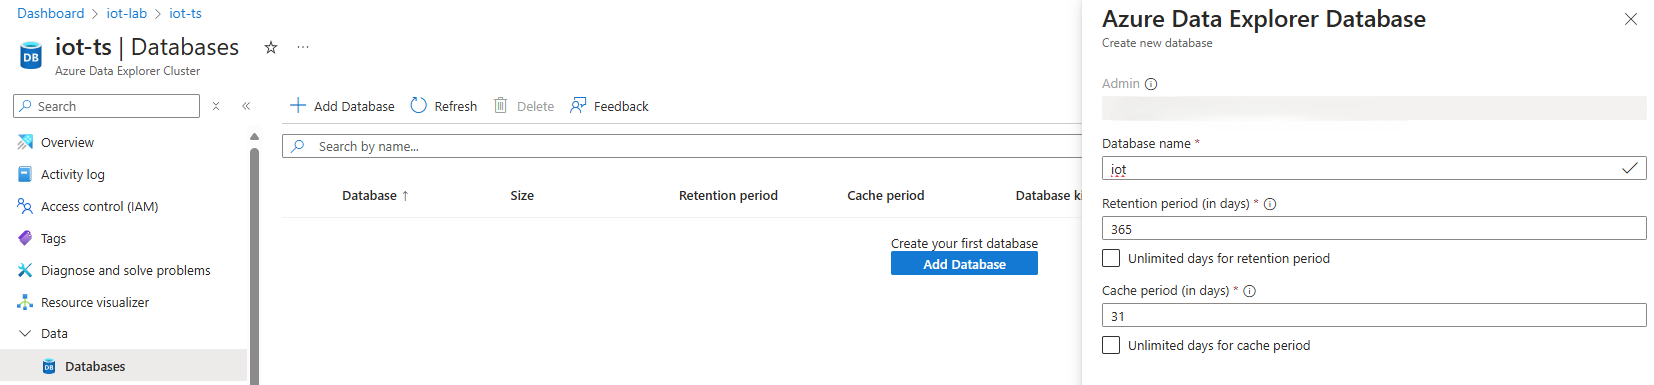 Dashboard > iot-lab > iot-ts
iot-ts | Databases
Azure Data Explorer Cluster
Search
Overview
Activity log
Access control (IAM)
Tags
Diagnose and solve problems
Resource visualizer
Data
Databases
Add Database Refresh Delete Feedback
Search by name...
Database ↑ Size Retention period Cache period Database ki
Create your first database
Add Database
Azure Data Explorer Database
Create new database
Admin
Database name *
iot
Retention period (in days) *
365
Unlimited days for retention period
Cache period (in days) *
31
Unlimited days for cache period